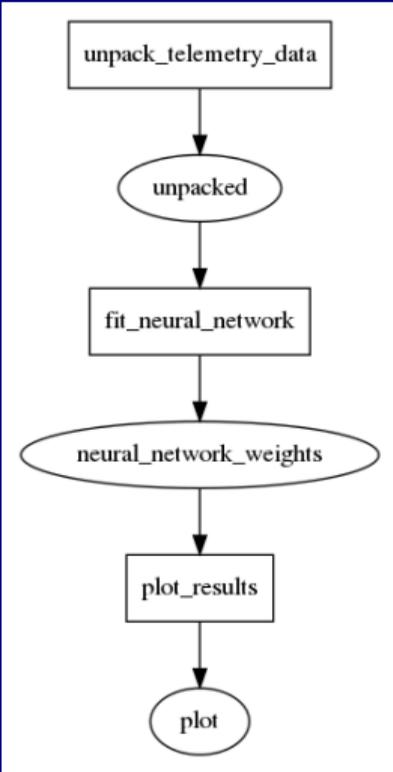 unpack_telemetry_data
unpacked
fit_neural_network
neural_network_weights
plot_results
plot